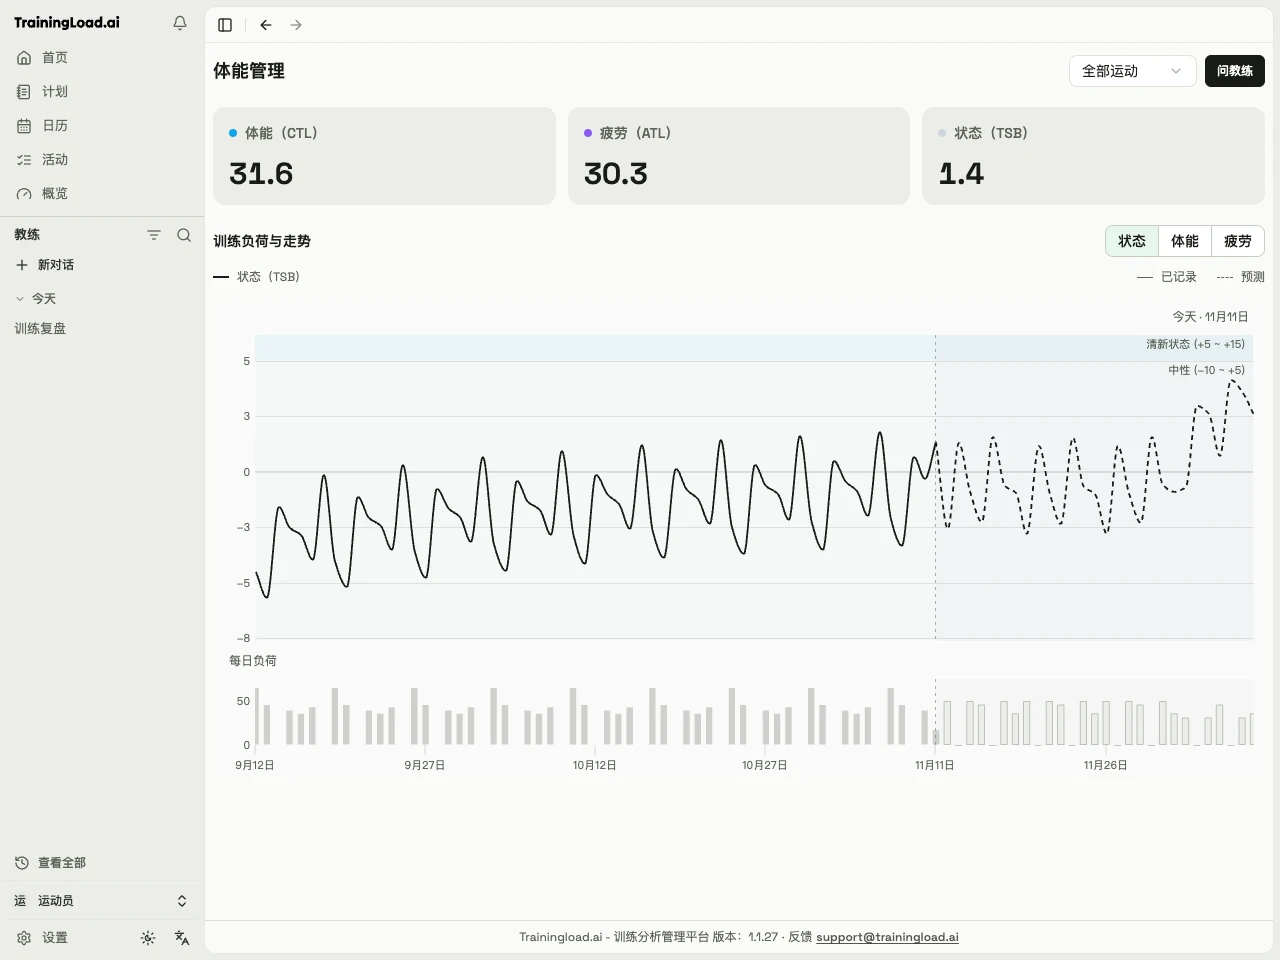 TrainingLoad.ai
首页
计划
日历
活动
概览
教练
新对话
今天
训练复盘
查看全部
运 运动员
设置
体能管理
全部运动
问教练
体能（CTL）
31.6
疲劳（ATL）
30.3
状态（TSB）
1.4
训练负荷与走势
状态 体能 疲劳
状态（TSB）
已记录 预测
今天 · 11月11日
清新状态 (+5 ~ +15)
中性 (−10 ~ +5)
5
3
0
−3
−5
−8
每日负荷
50
0
9月12日 9月27日 10月12日 10月27日 11月11日 11月26日
Trainingload.ai - 训练分析管理平台 版本：1.1.27 · 反馈 support@trainingload.ai